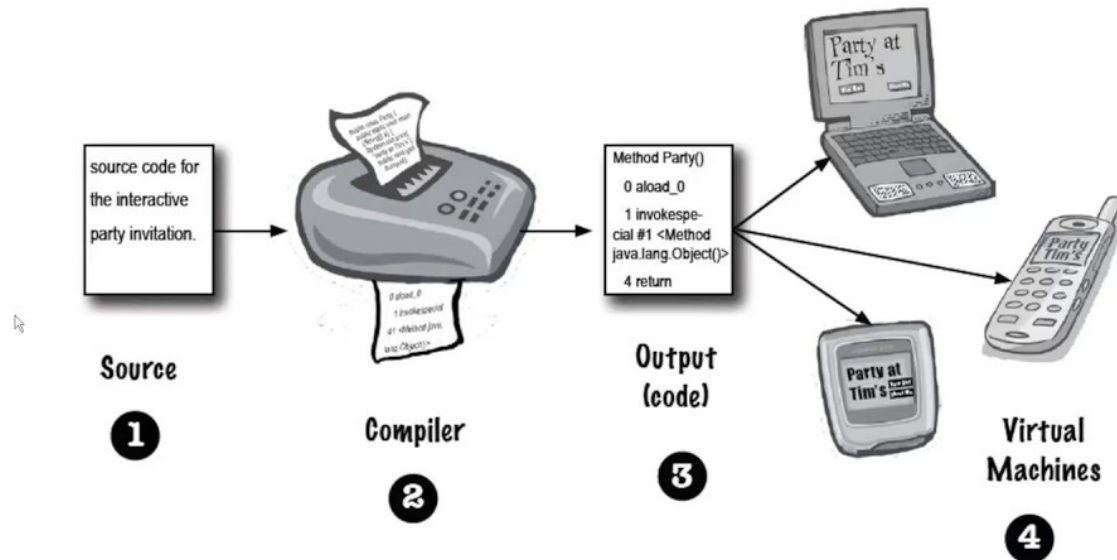 source code for
the interactive
party invitation.
Source
1
0 aload_0
1 invokespecial
#1 <Method java.
lang.Object()>
Compiler
2
Method Party()
0 aload_0
1 invokespe-
cial #1 <Method
java.lang.Object()>
4 return
Output
(code)
3
Party at
Tim's
Party
Tim's
Party at
Tim's
Virtual
Machines
4